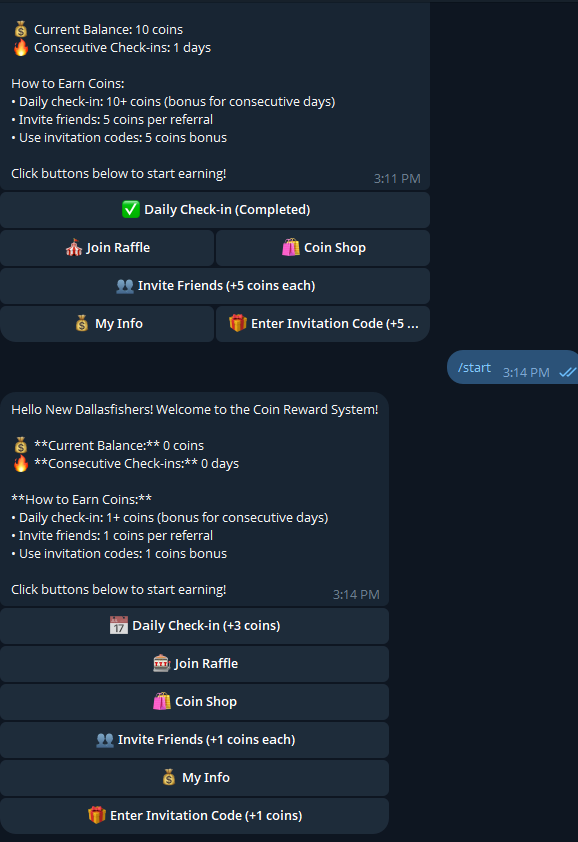 💰 Current Balance: 10 coins
🔥 Consecutive Check-ins: 1 days
How to Earn Coins:
• Daily check-in: 10+ coins (bonus for consecutive days)
• Invite friends: 5 coins per referral
• Use invitation codes: 5 coins bonus
Click buttons below to start earning!
3:11 PM
✅ Daily Check-in (Completed)
🎪 Join Raffle
🛍️ Coin Shop
👥 Invite Friends (+5 coins each)
💰 My Info
🎁 Enter Invitation Code (+5 ...
/start 3:14 PM
Hello New Dallasfishers! Welcome to the Coin Reward System!
💰 **Current Balance:** 0 coins
🔥 **Consecutive Check-ins:** 0 days
**How to Earn Coins:**
• Daily check-in: 1+ coins (bonus for consecutive days)
• Invite friends: 1 coins per referral
• Use invitation codes: 1 coins bonus
Click buttons below to start earning!
3:14 PM
📅 Daily Check-in (+3 coins)
🎰 Join Raffle
🛍️ Coin Shop
👥 Invite Friends (+1 coins each)
💰 My Info
🎁 Enter Invitation Code (+1 coins)